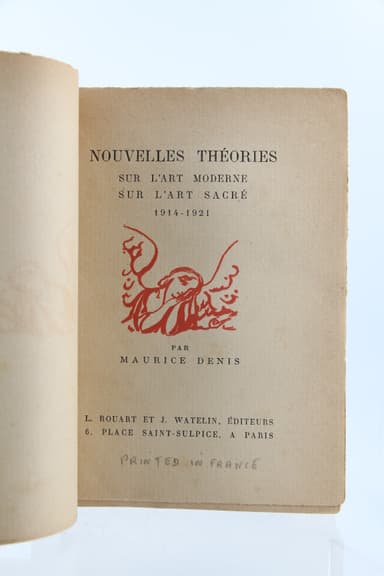 NOUVELLES THÉORIES
SUR L'ART MODERNE
SUR L'ART SACRÉ
1914-1921
PAR
MAURICE DENIS
L. ROUART ET J. WATELIN, ÉDITEURS
6, PLACE SAINT-SULPICE, A PARIS
PRINTED IN FRANCE